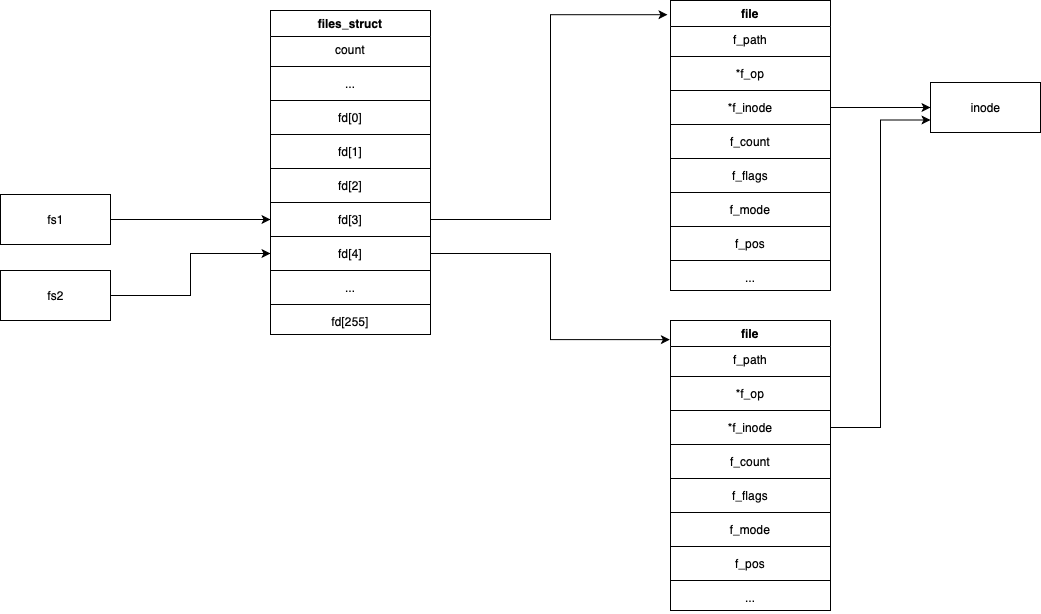 fs1
fs2
files_struct
count
...
fd[0]
fd[1]
fd[2]
fd[3]
fd[4]
...
fd[255]
file
f_path
*f_op
*f_inode
f_count
f_flags
f_mode
f_pos
...
file
f_path
*f_op
*f_inode
f_count
f_flags
f_mode
f_pos
...
inode